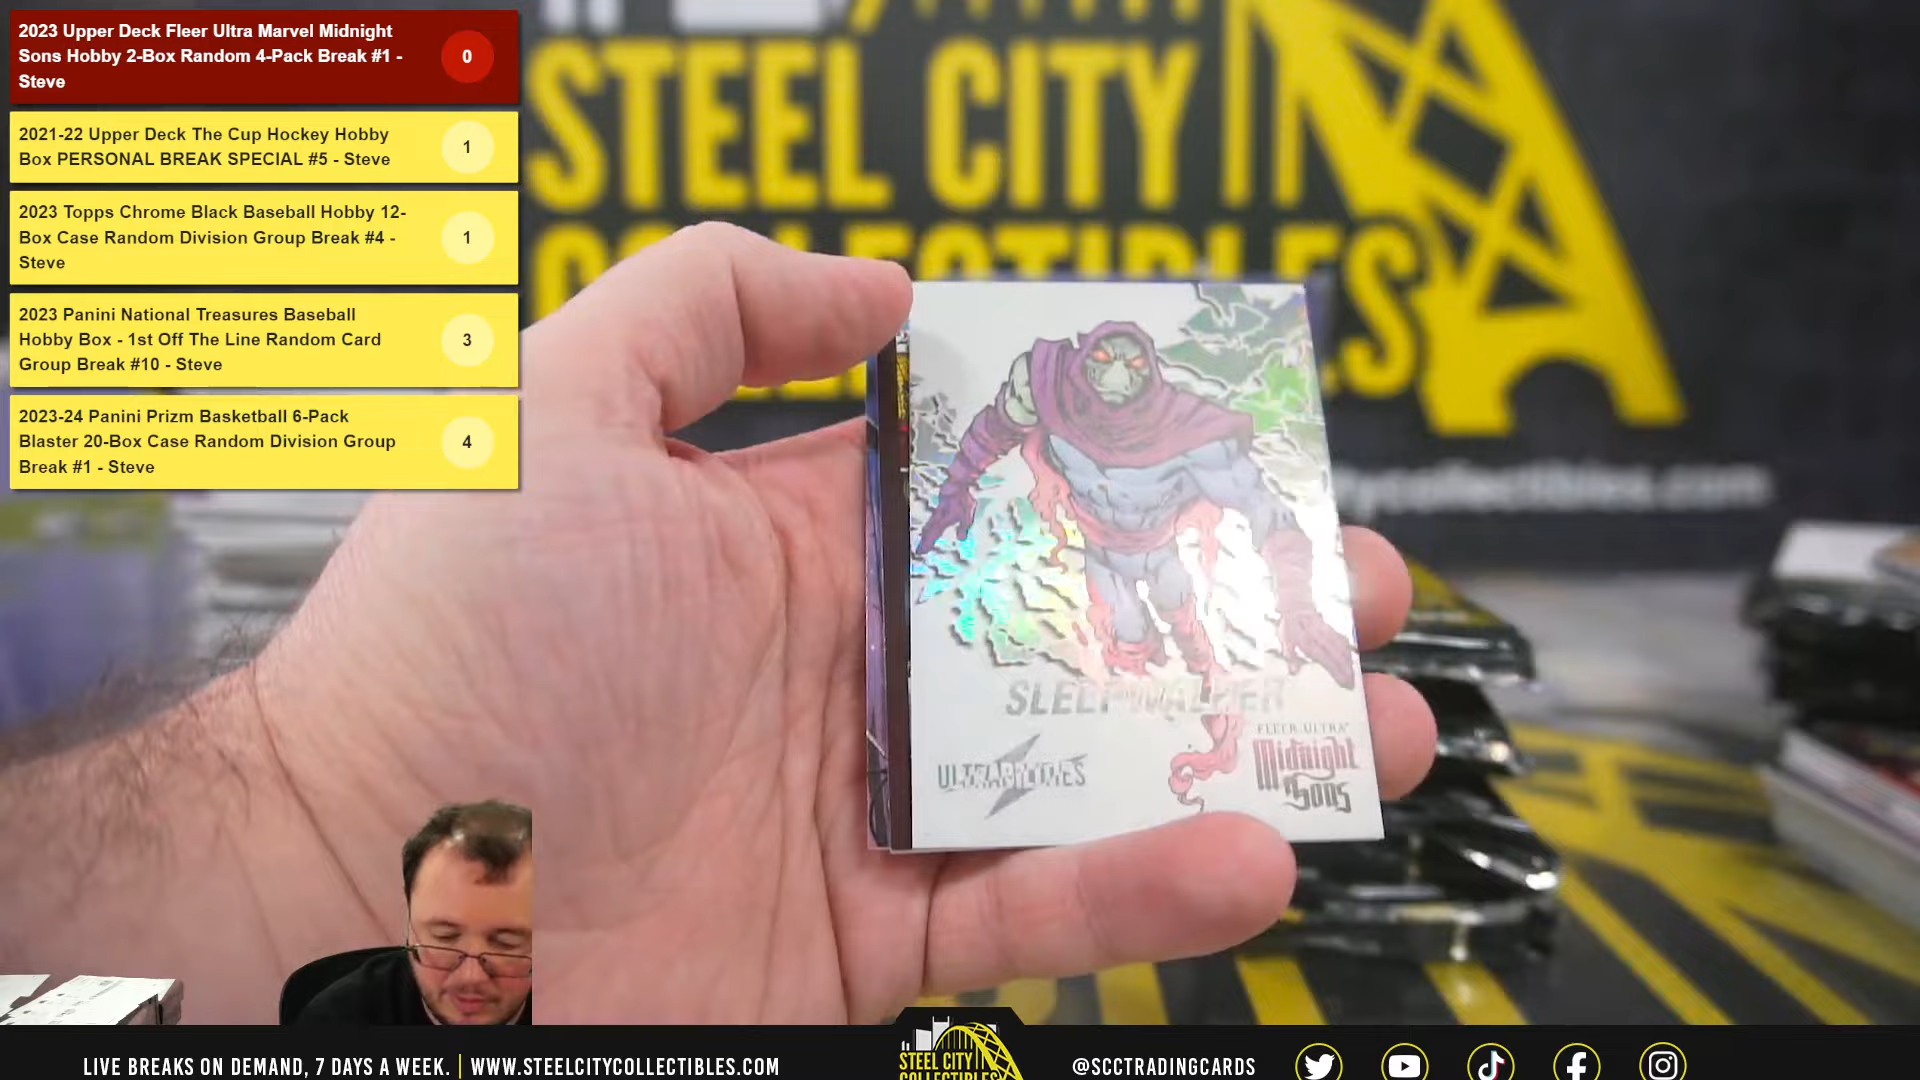 2023 Upper Deck Fleer Ultra Marvel Midnight
Sons Hobby 2-Box Random 4-Pack Break #1 -
Steve
0
2021-22 Upper Deck The Cup Hockey Hobby
Box PERSONAL BREAK SPECIAL #5 - Steve
1
2023 Topps Chrome Black Baseball Hobby 12-
Box Case Random Division Group Break #4 -
Steve
1
2023 Panini National Treasures Baseball
Hobby Box - 1st Off The Line Random Card
Group Break #10 - Steve
3
2023-24 Panini Prizm Basketball 6-Pack
Blaster 20-Box Case Random Division Group
Break #1 - Steve
4
STEEL CITY
COLLECTIBLES
tycollectibles.com
SLEEPWALKER
FLEER ULTRA
Midnight
Sons
LIVE BREAKS ON DEMAND, 7 DAYS A WEEK. | WWW.STEELCITYCOLLECTIBLES.COM
STEEL CITY
COLLECTIBLES
@SCCTRADINGCARDS